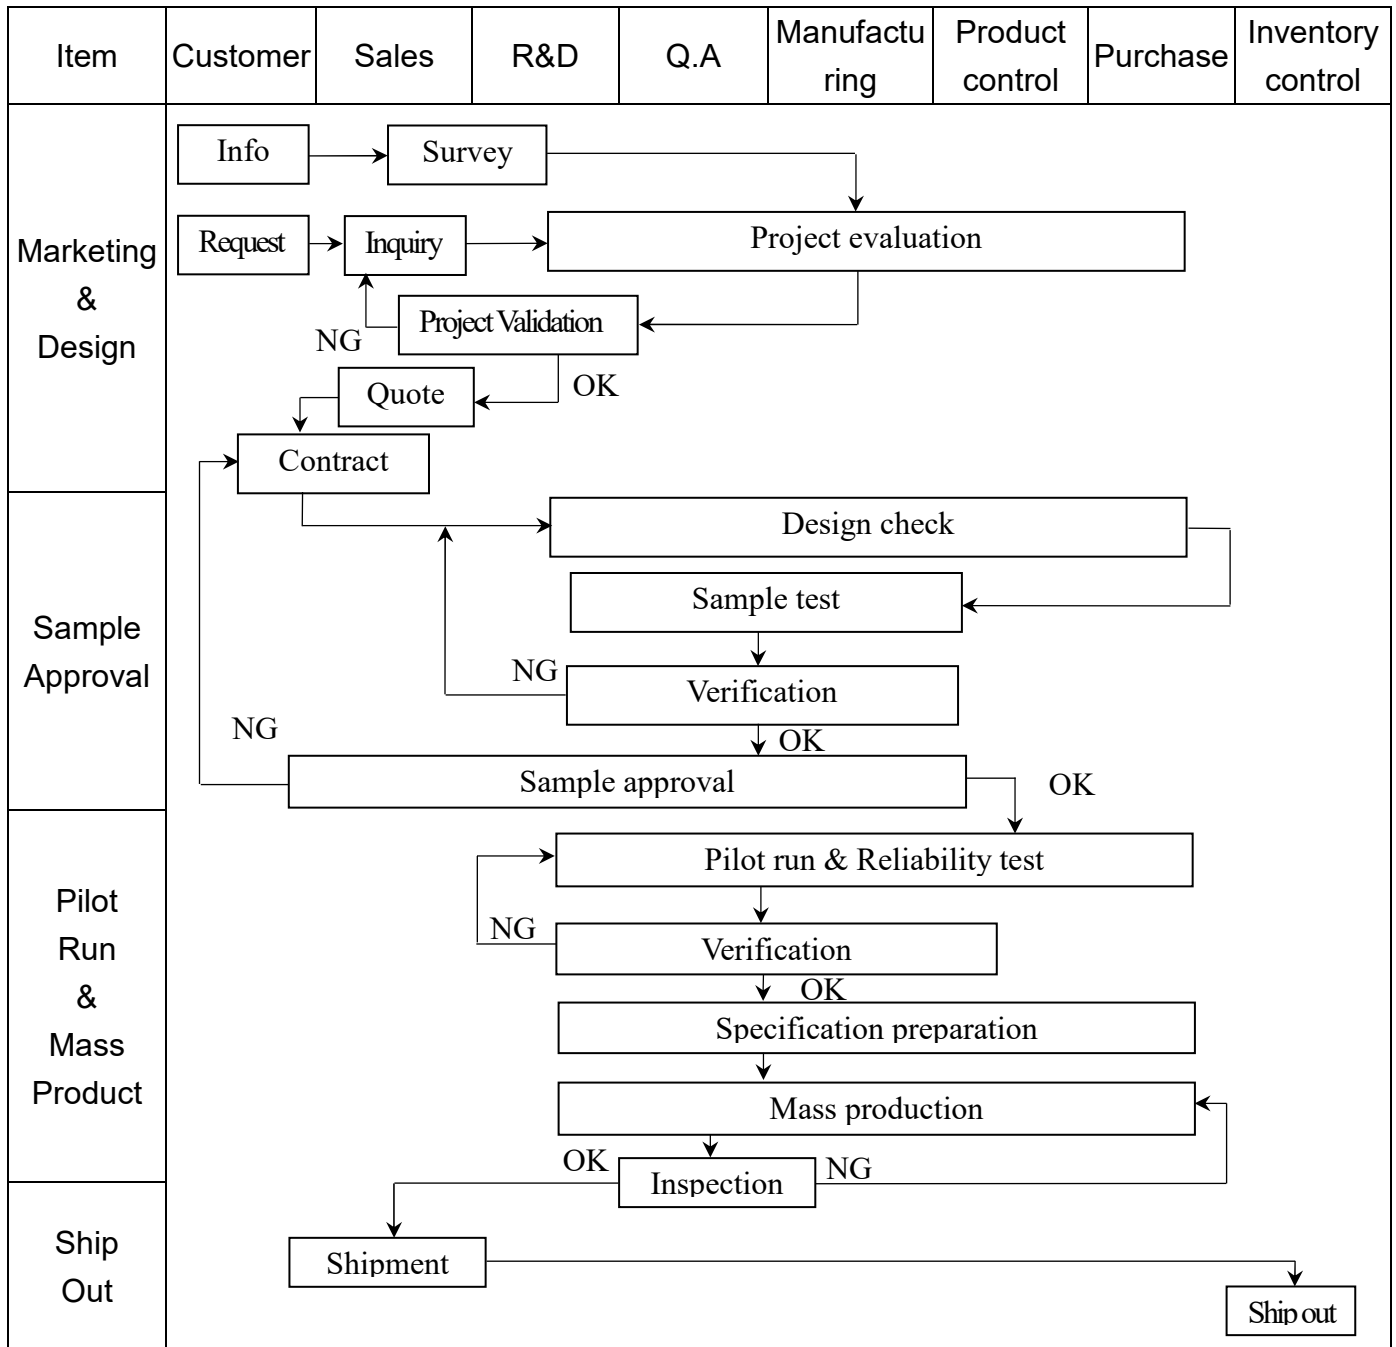 Item
Customer
Sales
R&D
Q.A
Manufactu
ring
Product
control
Purchase
Inventory
control
Marketing
&
Design
Info
Survey
Request
Inquiry
Project evaluation
NG
Project Validation
OK
Quote
Contract
Sample
Approval
Design check
Sample test
NG
Verification
NG
OK
Sample approval
OK
Pilot
Run
&
Mass
Product
Pilot run & Reliability test
NG
Verification
OK
Specification preparation
Mass production
OK
Inspection
NG
Ship
Out
Shipment
Ship out